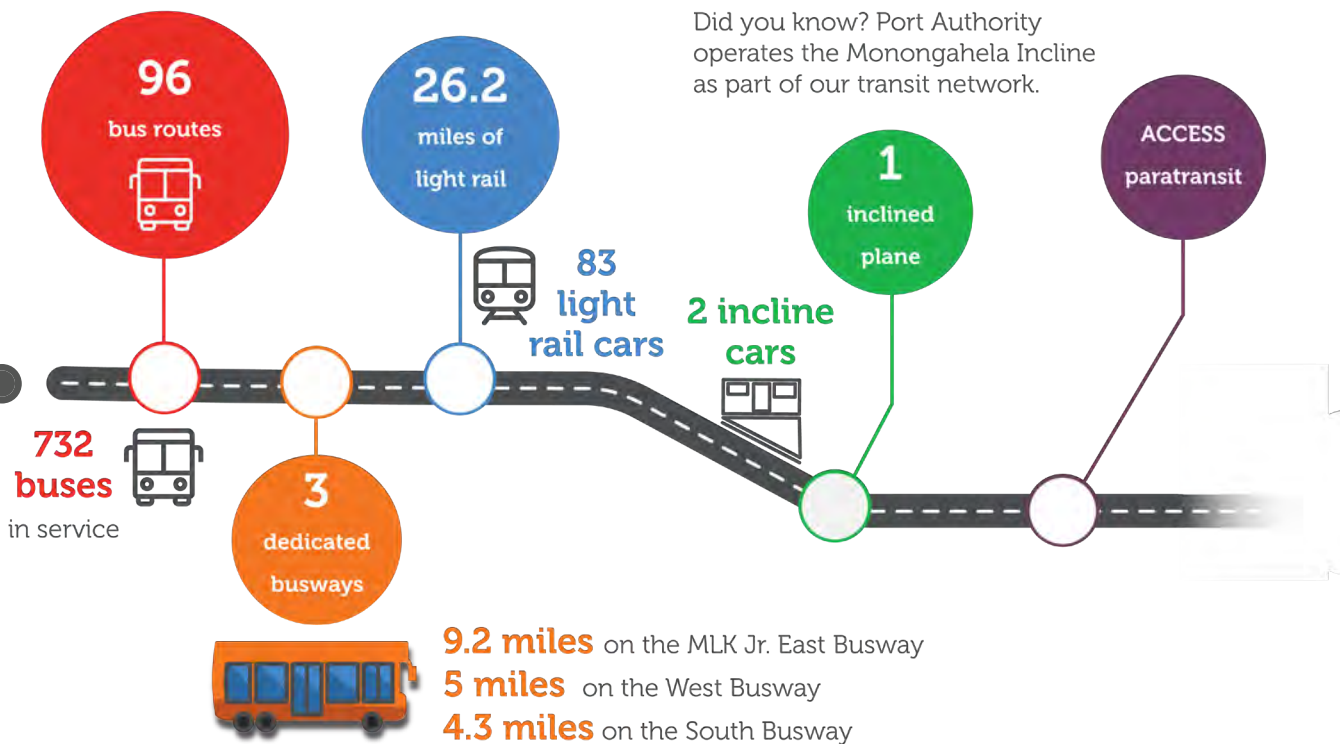 Did you know? Port Authority
operates the Monongahela Incline
as part of our transit network.
96
bus routes
26.2
miles of
light rail
1
inclined
plane
ACCESS
paratransit
83
light
rail cars
2 incline
cars
732
buses
in service
3
dedicated
busways
9.2 miles on the MLK Jr. East Busway
5 miles on the West Busway
4.3 miles on the South Busway